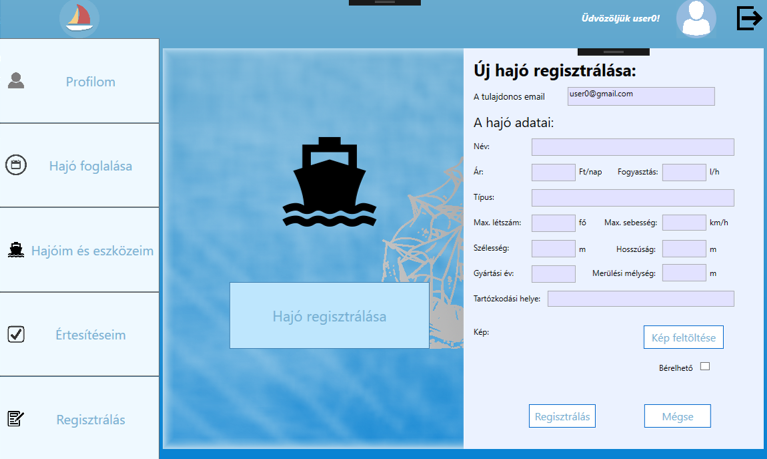 Üdvözöljük user0!
Profilom
Hajó foglalása
Hajóim és eszközeim
Értesítéseim
Regisztrálás
Hajó regisztrálása
Új hajó regisztrálása:
A tulajdonos email user0@gmail.com
A hajó adatai:
Név:
Ár: Ft/nap Fogyasztás: l/h
Típus:
Max. létszám: fő Max. sebesség: km/h
Szélesség: m Hosszúság: m
Gyártási év: Merülési mélység: m
Tartózkodási helye:
Kép: Kép feltöltése
Bérelhető
Regisztrálás Mégse